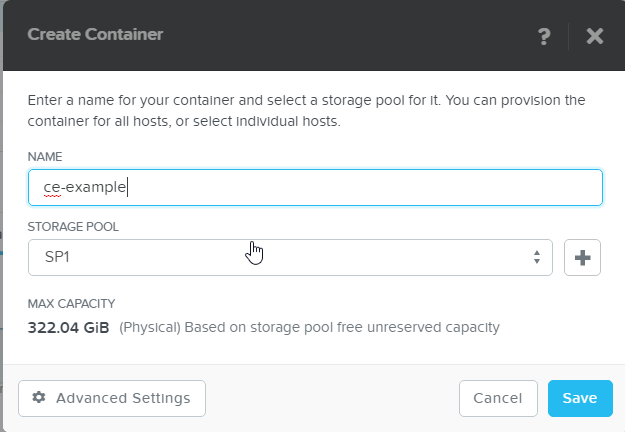 Create Container
?
Enter a name for your container and select a storage pool for it. You can provision the
container for all hosts, or select individual hosts.
NAME
ce-example
STORAGE POOL
SP1
MAX CAPACITY
322.04 GiB (Physical) Based on storage pool free unreserved capacity
Advanced Settings
Cancel
Save